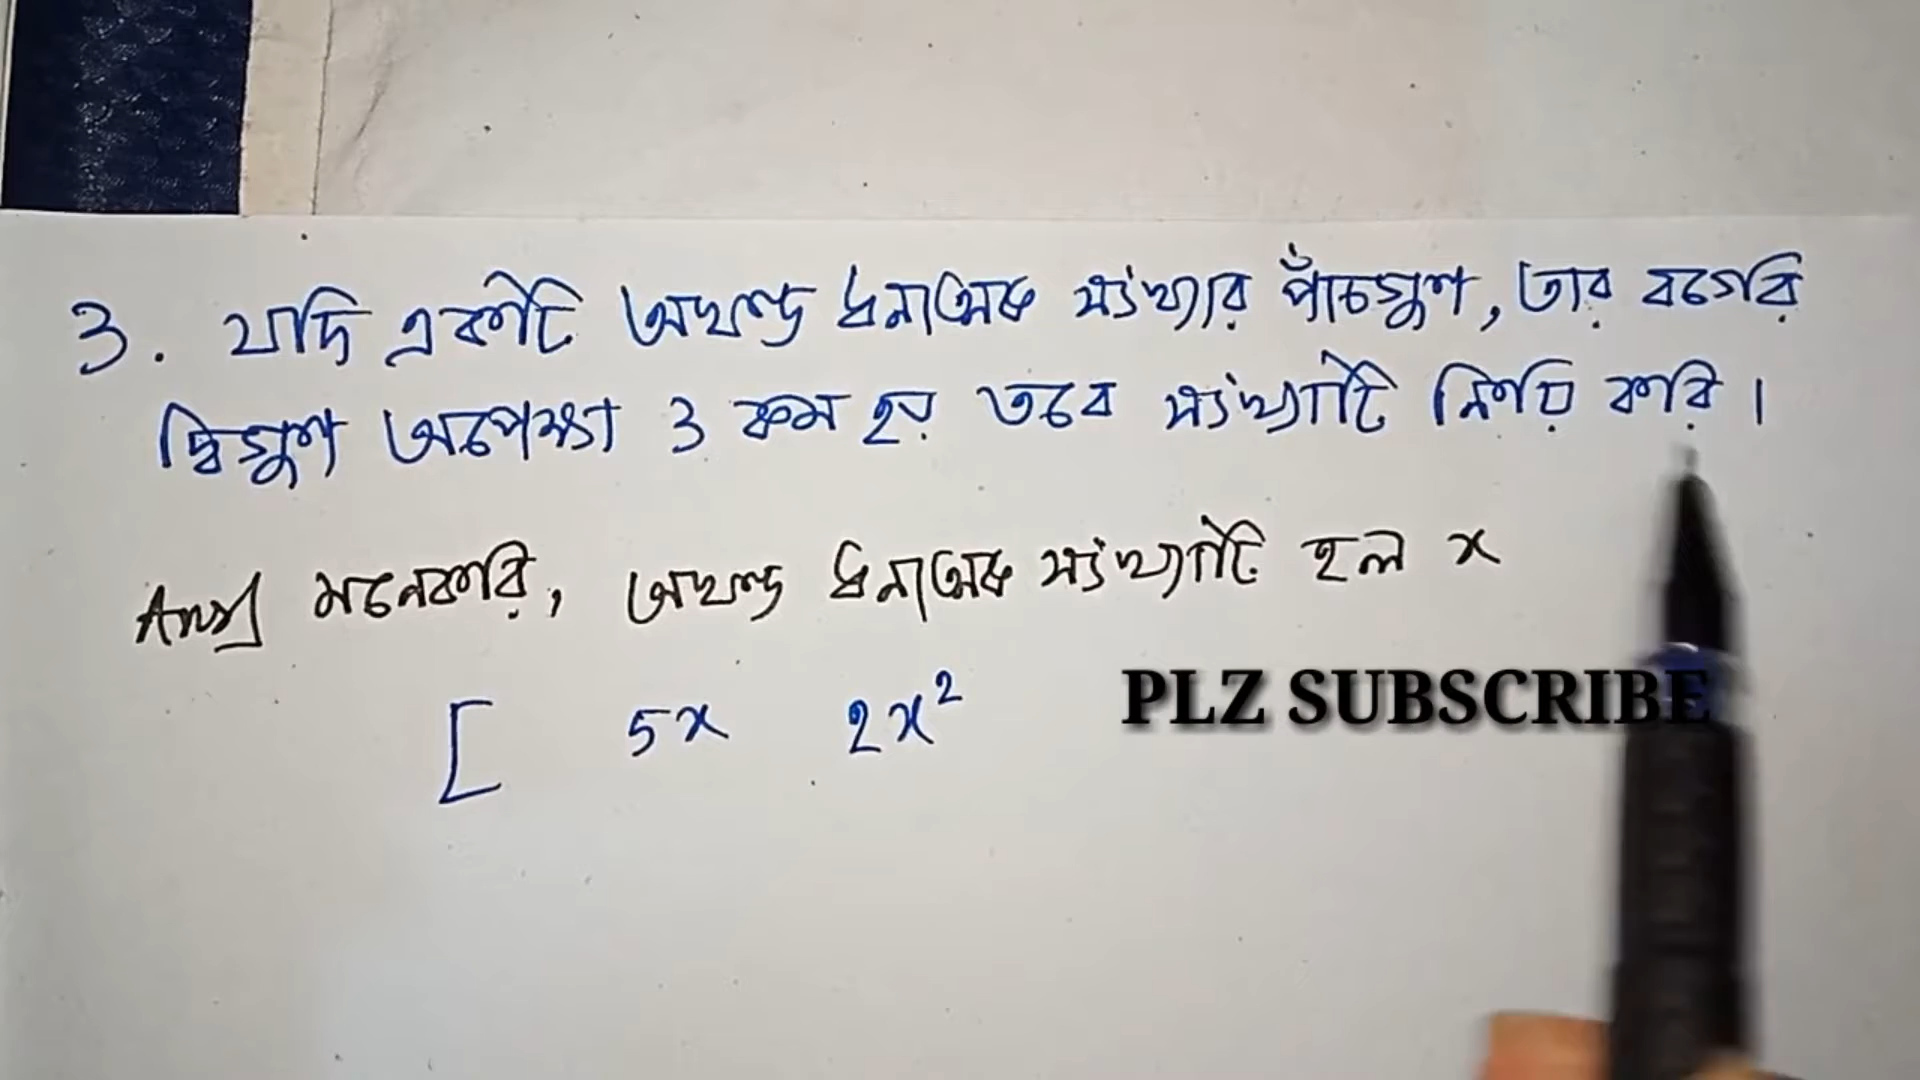 3. যদি একটি অখণ্ড ধনাত্মক সংখ্যার পাঁচগুণ, তার বর্গের
দ্বিগুণ অপেক্ষা 3 কম হয় তবে সংখ্যাটি নির্ণয় করি।
Ans মনেকরি, অখণ্ড ধনাত্মক সংখ্যাটি হল x
[ 5x 2x²
PLZ SUBSCRIBE